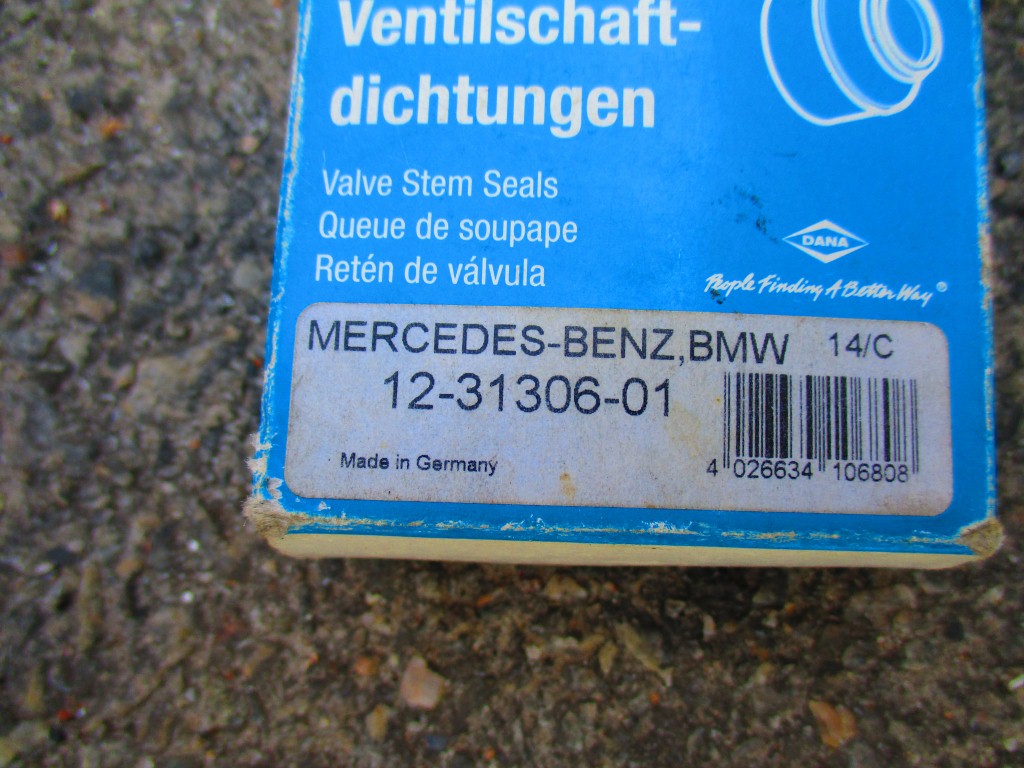 Ventilschaft-
dichtungen
Valve Stem Seals
Queue de soupape
Retén de válvula
DANA
People Finding A Better Way ®
MERCEDES-BENZ,BMW 14/C
12-31306-01
Made in Germany
4 026634 106808